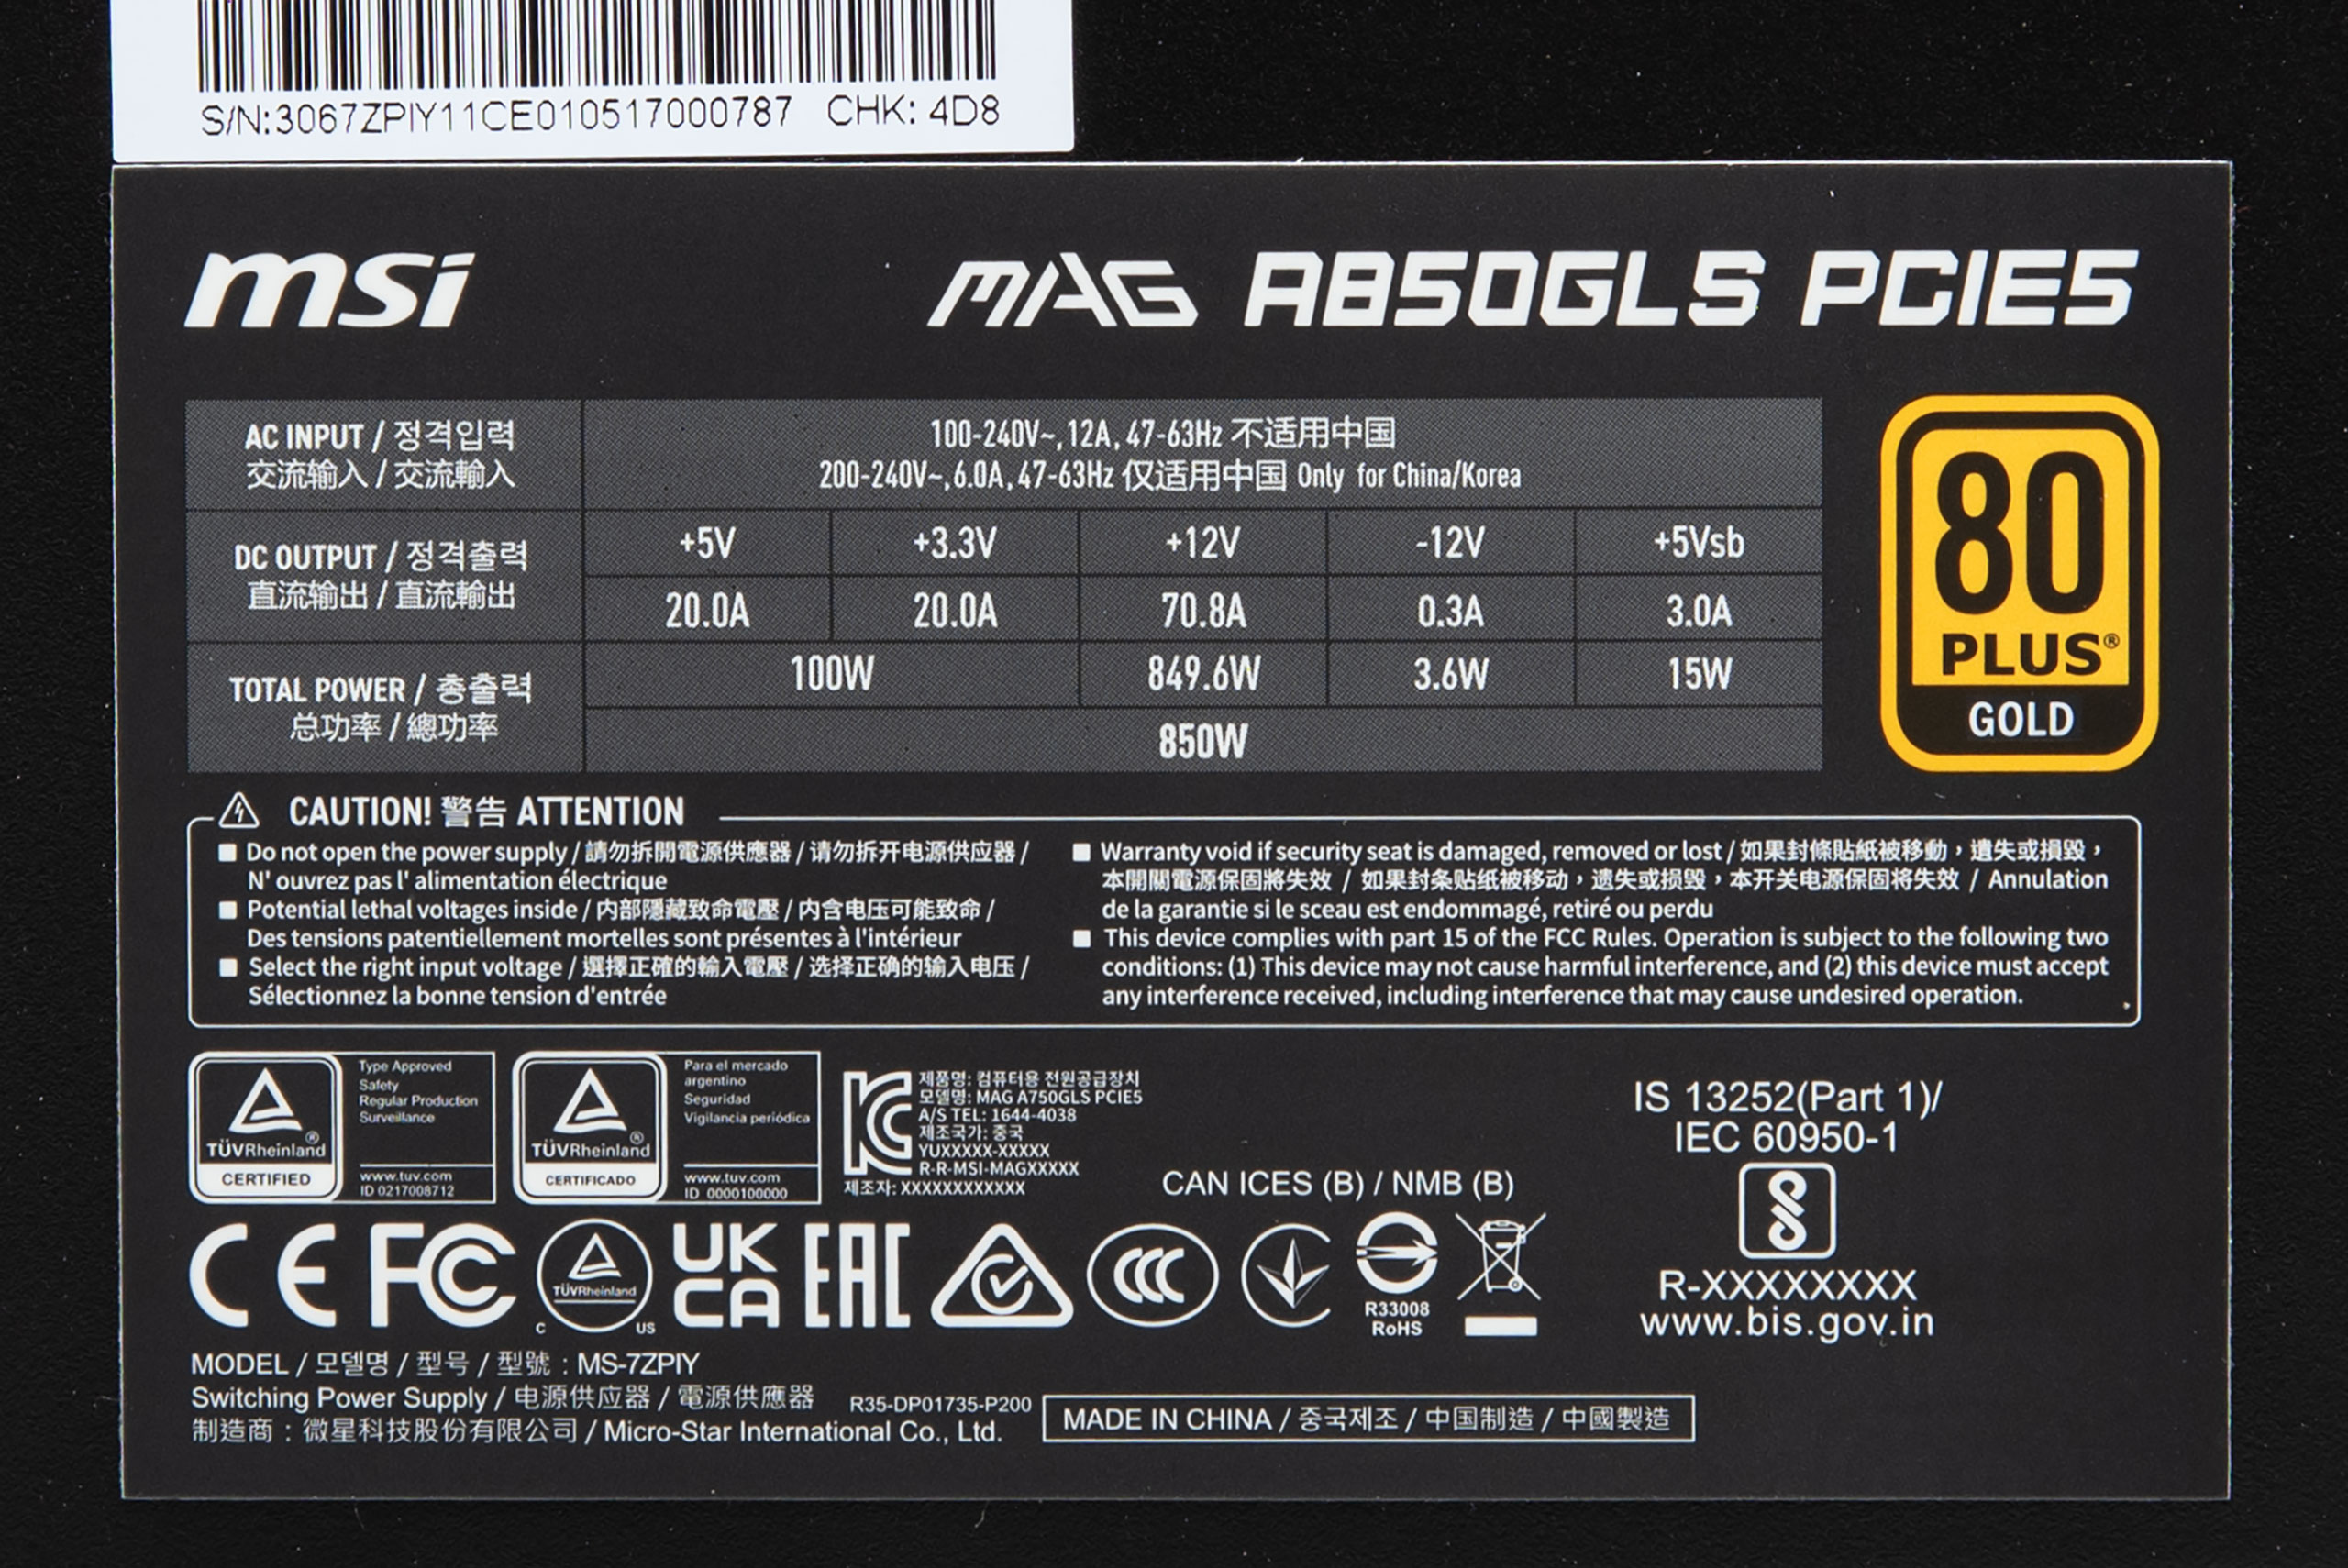 S/N:3067ZPIY11CE010517000787 CHK: 4D8
msi MAG A850GLS PCIE5
AC INPUT / 정격입력
交流输入 / 交流輸入
100-240V~, 12A, 47-63Hz 不适用中国
200-240V~, 6.0A, 47-63Hz 仅适用中国 Only for China/Korea
DC OUTPUT / 정격출력
直流输出 / 直流輸出
+5V +3.3V +12V -12V +5Vsb
20.0A 20.0A 70.8A 0.3A 3.0A
TOTAL POWER / 총출력
总功率 / 總功率
100W 849.6W 3.6W 15W
850W
80
PLUS®
GOLD
CAUTION! 警告 ATTENTION
■ Do not open the power supply / 請勿拆開電源供應器 / 请勿拆开电源供应器 /
N' ouvrez pas l' alimentation électrique
■ Potential lethal voltages inside / 内部隱藏致命電壓 / 内含电压可能致命 /
Des tensions patentiellement mortelles sont présentes à l'intérieur
■ Select the right input voltage / 選擇正確的輸入電壓 / 选择正确的输入电压 /
Sélectionnez la bonne tension d'entrée
■ Warranty void if security seat is damaged, removed or lost / 如果封條貼紙被移動，遺失或損毀，
本開關電源保固將失效 / 如果封条贴纸被移动，遗失或损毁，本开关电源保固将失效 / Annulation
de la garantie si le sceau est endommagé, retiré ou perdu
■ This device complies with part 15 of the FCC Rules. Operation is subject to the following two
conditions: (1) This device may not cause harmful interference, and (2) this device must accept
any interference received, including interference that may cause undesired operation.
TÜVRheinland®
CERTIFIED
Type Approved
Safety
Regular Production
Surveillance
www.tuv.com
ID 0217008712
TÜVRheinland®
CERTIFICADO
Para el mercado
argentino
Seguridad
Vigilancia periódica
www.tuv.com
ID 0000100000
제품명: 컴퓨터용 전원공급장치
모델명: MAG A750GLS PCIE5
A/S TEL: 1644-4038
제조국가: 중국
YUXXXXX-XXXXX
R-R-MSI-MAGXXXXX
제조자: XXXXXXXXXXXX
CAN ICES (B) / NMB (B)
IS 13252(Part 1)/
IEC 60950-1
R-XXXXXXXX
www.bis.gov.in
CE FC TÜVRheinland C US UK CA EAC CCC
R33008
RoHS
MODEL / 모델명 / 型号 / 型號 : MS-7ZPIY
Switching Power Supply / 电源供应器 / 電源供應器 R35-DP01735-P200
制造商 : 微星科技股份有限公司 / Micro-Star International Co., Ltd.
MADE IN CHINA / 중국제조 / 中国制造 / 中國製造